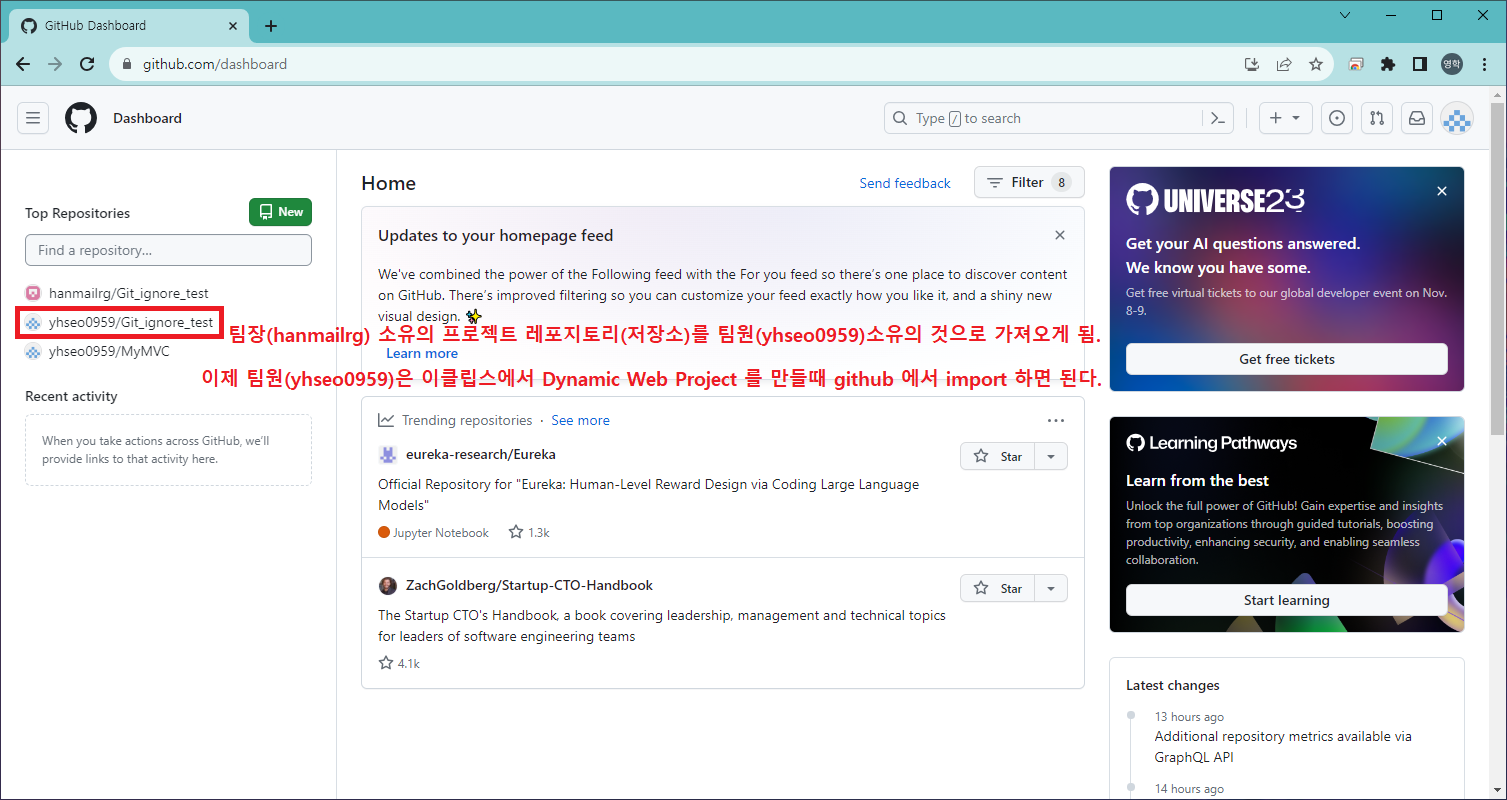 GitHub Dashboard
github.com/dashboard
영학
Dashboard
Type / to search
Top Repositories
New
Find a repository...
hanmailrg/Git_ignore_test
yhseo0959/Git_ignore_test
yhseo0959/MyMVC
Recent activity
When you take actions across GitHub, we'll
provide links to that activity here.
Home
Send feedback
Filter 8
Updates to your homepage feed
We've combined the power of the Following feed with the For you feed so there's one place to discover content
on GitHub. There's improved filtering so you can customize your feed exactly how you like it, and a shiny new
visual design. ✨
팀장(hanmailrg) 소유의 프로젝트 레포지토리(저장소)를 팀원(yhseo0959)소유의 것으로 가져오게 됨.
Learn more
이제 팀원(yhseo0959)은 이클립스에서 Dynamic Web Project 를 만들때 github 에서 import 하면 된다.
Trending repositories · See more
eureka-research/Eureka
Star
Official Repository for "Eureka: Human-Level Reward Design via Coding Large Language
Models"
Jupyter Notebook 1.3k
ZachGoldberg/Startup-CTO-Handbook
Star
The Startup CTO's Handbook, a book covering leadership, management and technical topics
for leaders of software engineering teams
4.1k
UNIVERSE23
Get your AI questions answered.
We know you have some.
Get free virtual tickets to our global developer event on Nov.
8-9.
Get free tickets
Learning Pathways
Learn from the best
Unlock the full power of GitHub! Gain expertise and insights
from top organizations through guided tutorials, boosting
productivity, enhancing security, and enabling seamless
collaboration.
Start learning
Latest changes
13 hours ago
Additional repository metrics available via
GraphQL API
14 hours ago